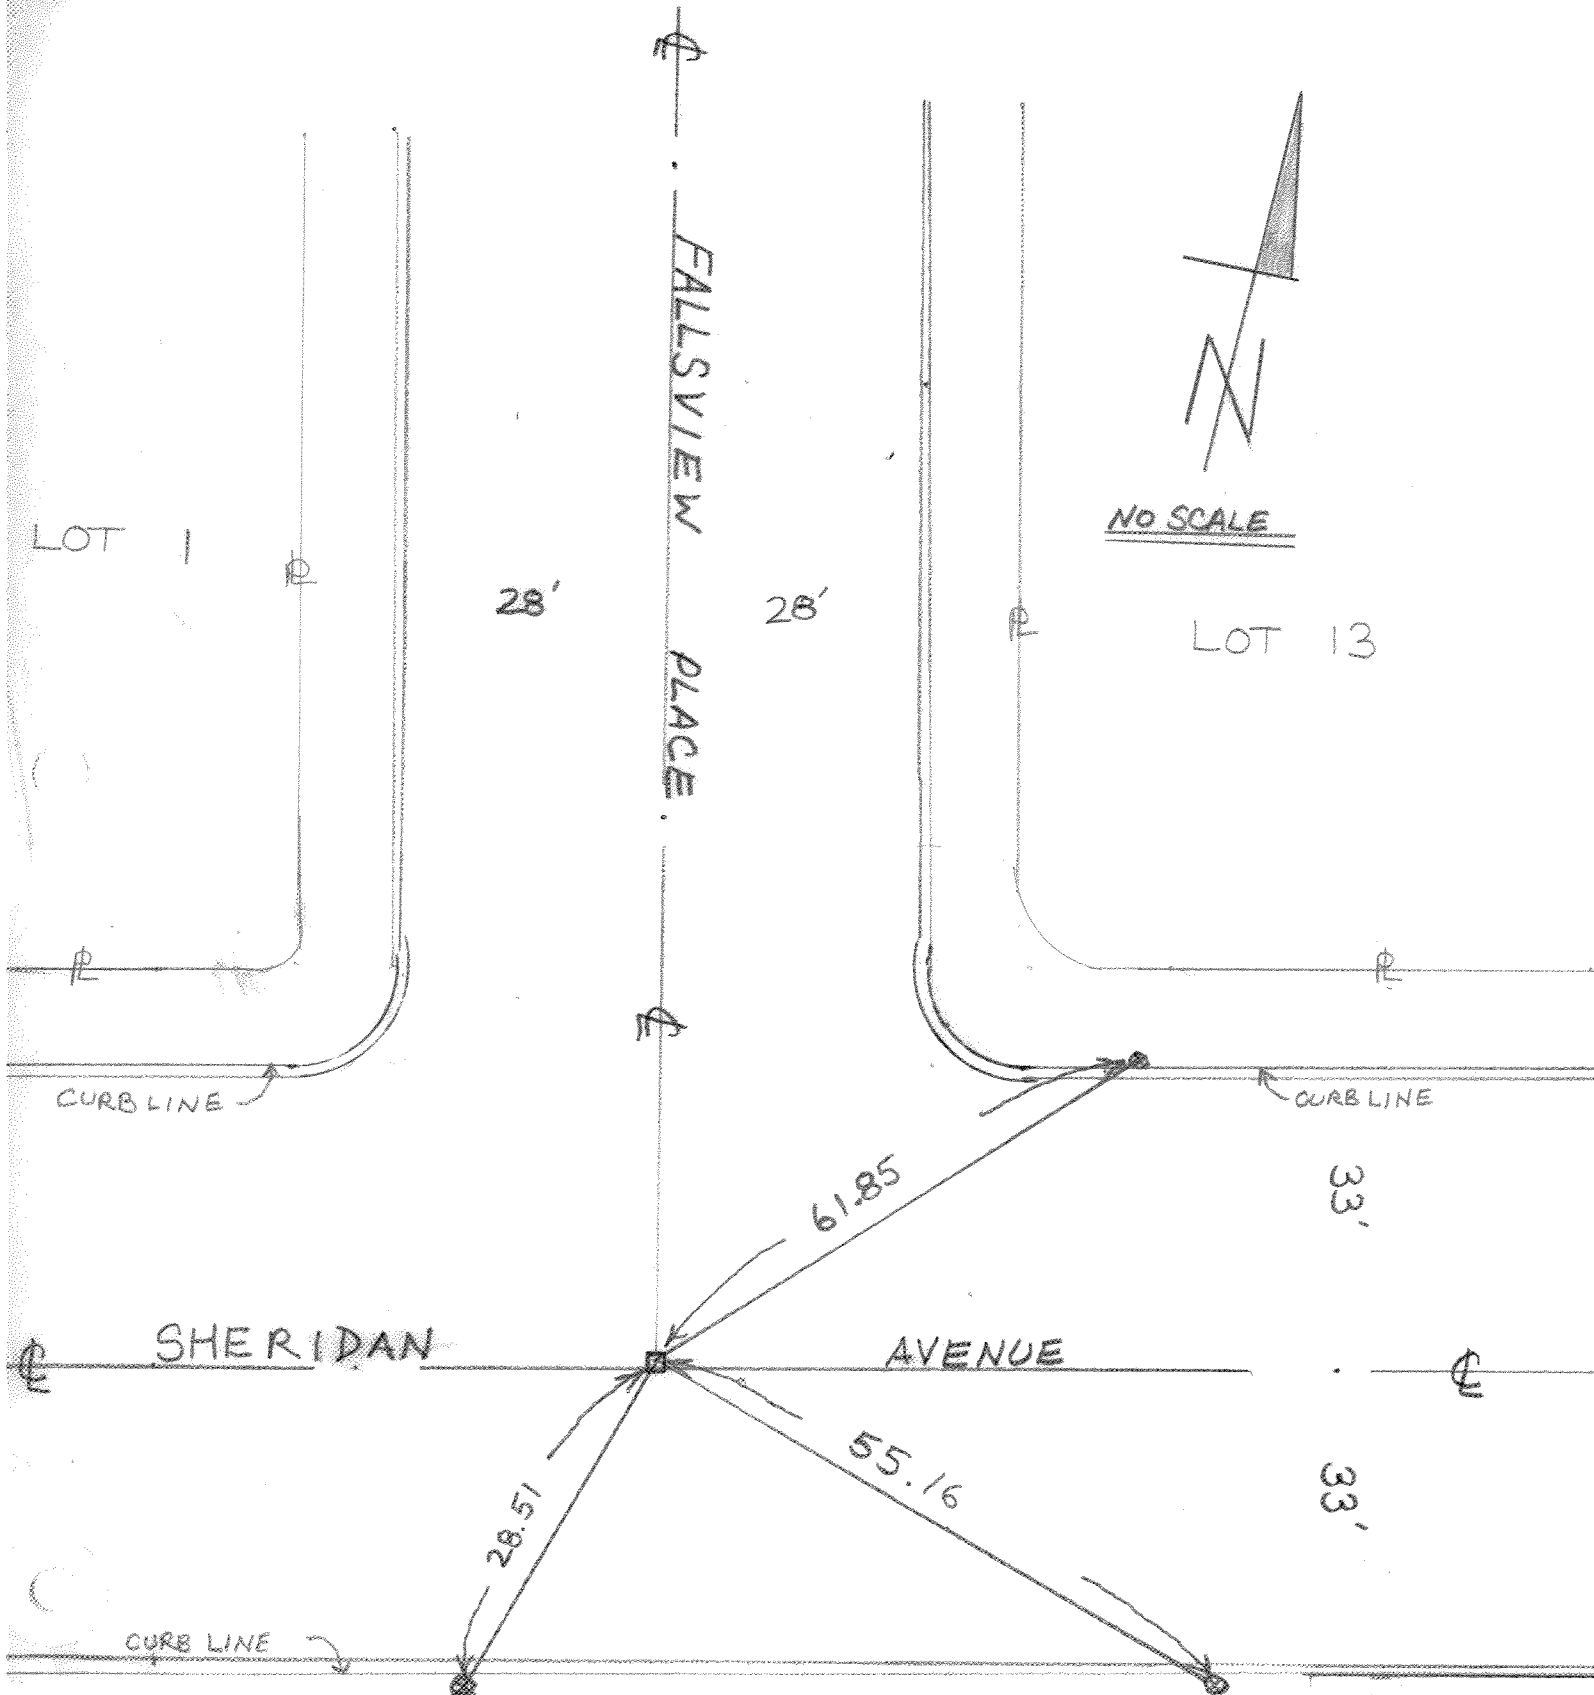 ℄
FALLSVIEW PLACE
N
NO SCALE
LOT 1
℄
28'
28'
LOT 13
CURB LINE
CURB LINE
61.85
33'
SHERIDAN AVENUE
℄
℄
55.16
28.51
33'
CURB LINE